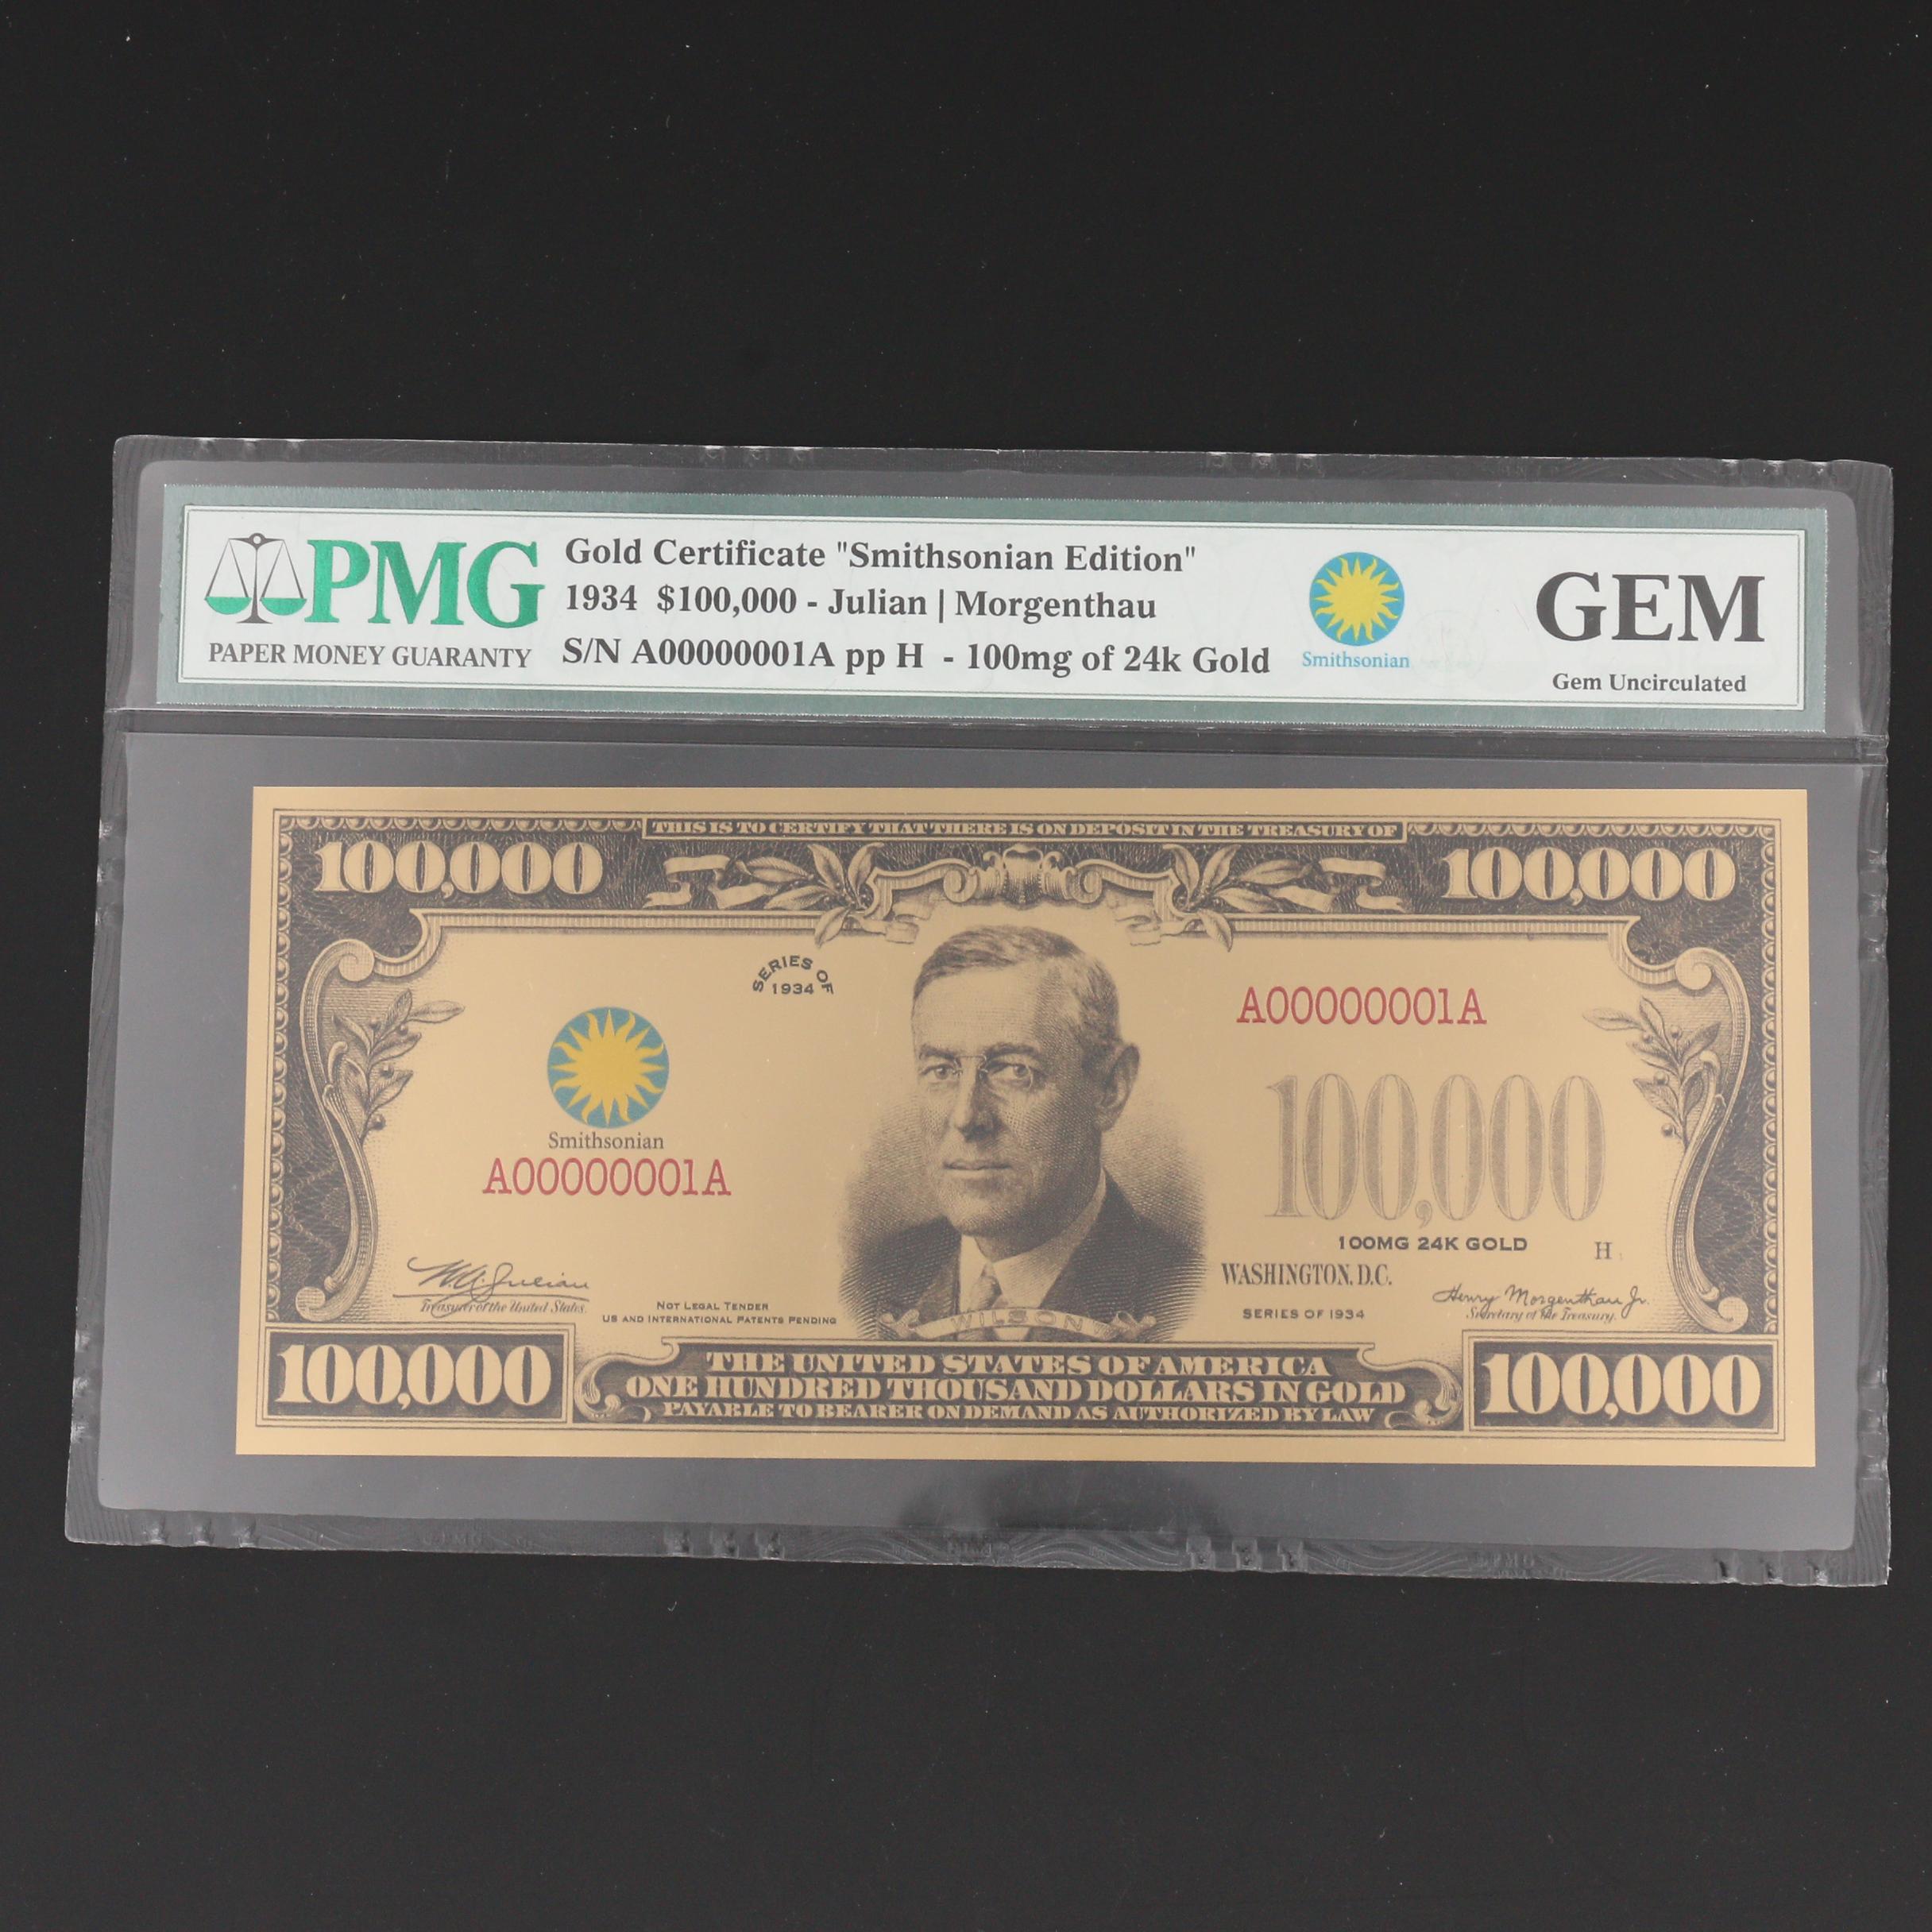 PMG
PAPER MONEY GUARANTY
Gold Certificate "Smithsonian Edition"
1934 $100,000 - Julian | Morgenthau
S/N A00000001A pp H - 100mg of 24k Gold
Smithsonian
GEM
Gem Uncirculated
THIS IS TO CERTIFY THAT THERE IS ON DEPOSIT IN THE TREASURY OF
100,000
100,000
SERIES OF
1934
A00000001A
Smithsonian
A00000001A
100,000
100MG 24K GOLD
H
WASHINGTON, D.C.
W.A. Julian
Treasurer of the United States.
NOT LEGAL TENDER
US AND INTERNATIONAL PATENTS PENDING
WILSON
SERIES OF 1934
Henry Morgenthau Jr.
Secretary of the Treasury.
100,000
THE UNITED STATES OF AMERICA
ONE HUNDRED THOUSAND DOLLARS IN GOLD
PAYABLE TO BEARER ON DEMAND AS AUTHORIZED BY LAW
100,000